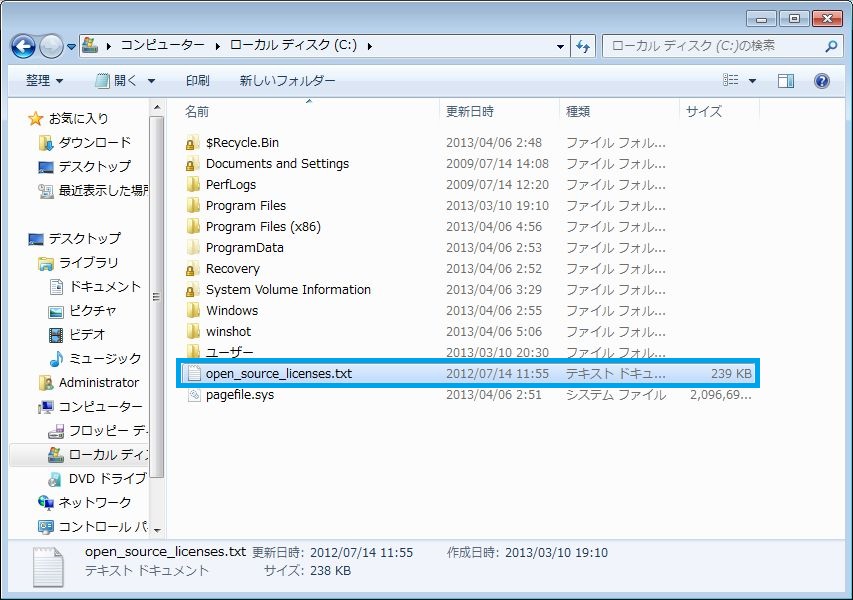 コンピューター ▸ ローカル ディスク (C:) ▸
ローカル ディスク (C:)の検索
整理 開く 印刷 新しいフォルダー
名前 更新日時 種類 サイズ
お気に入り
ダウンロード
デスクトップ
最近表示した場所
デスクトップ
ライブラリ
ドキュメント
ピクチャ
ビデオ
ミュージック
Administrator
コンピューター
フロッピー デ
ローカル ディス
DVD ドライブ
ネットワーク
コントロール パ
$Recycle.Bin 2013/04/06 2:48 ファイル フォル...
Documents and Settings 2009/07/14 14:08 ファイル フォル...
PerfLogs 2009/07/14 12:20 ファイル フォル...
Program Files 2013/03/10 19:10 ファイル フォル...
Program Files (x86) 2013/04/06 4:56 ファイル フォル...
ProgramData 2013/04/06 2:53 ファイル フォル...
Recovery 2013/04/06 2:52 ファイル フォル...
System Volume Information 2013/04/06 3:29 ファイル フォル...
Windows 2013/04/06 2:55 ファイル フォル...
winshot 2013/04/06 5:06 ファイル フォル...
ユーザー 2013/03/10 20:30 ファイル フォル...
open_source_licenses.txt 2012/07/14 11:55 テキスト ドキュ... 239 KB
pagefile.sys 2013/04/06 2:51 システム ファイル 2,096,69...
open_source_licenses.txt 更新日時: 2012/07/14 11:55 作成日時: 2013/03/10 19:10
テキスト ドキュメント サイズ: 238 KB